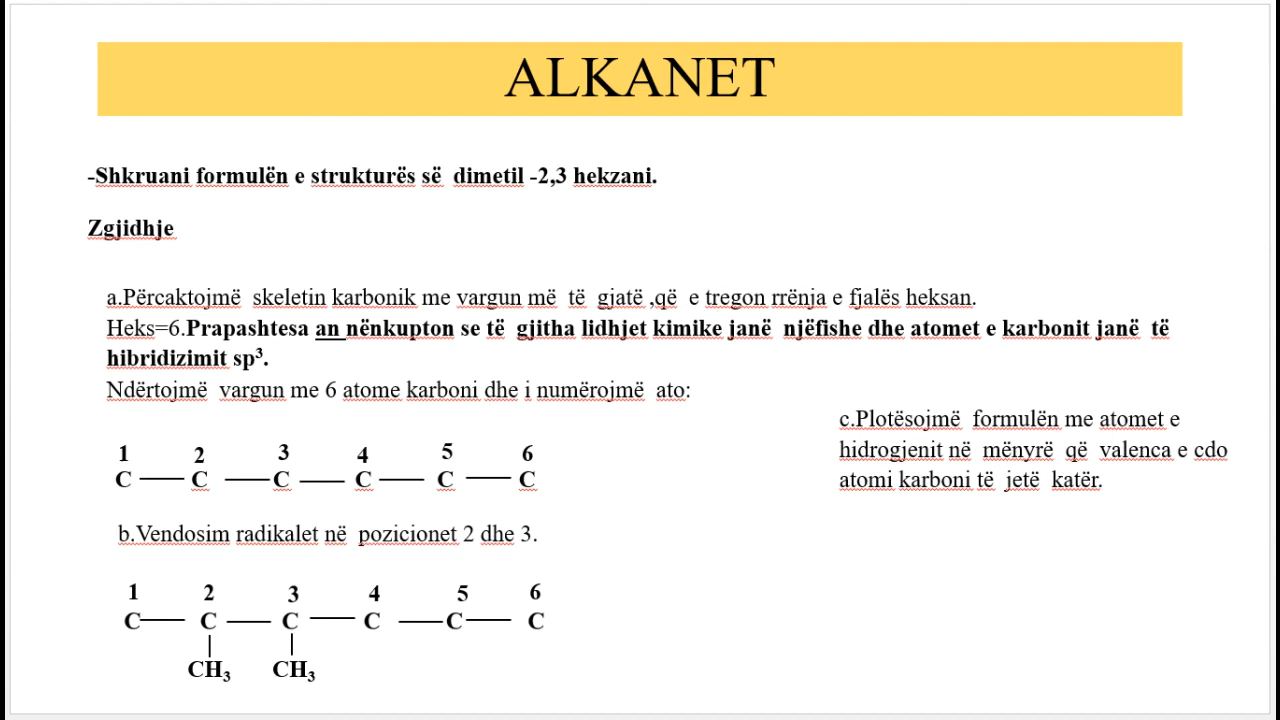 ALKANET
-Shkruani formulën e strukturës së dimetil -2,3 hekzani.
Zgjidhje
a.Përcaktojmë skeletin karbonik me vargun më të gjatë ,që e tregon rrënja e fjalës heksan.
Heks=6.Prapashtesa an nënkupton se të gjitha lidhjet kimike janë njëfishe dhe atomet e karbonit janë të
hibridizimit sp³.
Ndërtojmë vargun me 6 atome karboni dhe i numërojmë ato:
1 2 3 4 5 6
C C C C C C
b.Vendosim radikalet në pozicionet 2 dhe 3.
1 2 3 4 5 6
C C C C C C
CH₃ CH₃
c.Plotësojmë formulën me atomet e
hidrogjenit në mënyrë që valenca e cdo
atomi karboni të jetë katër.